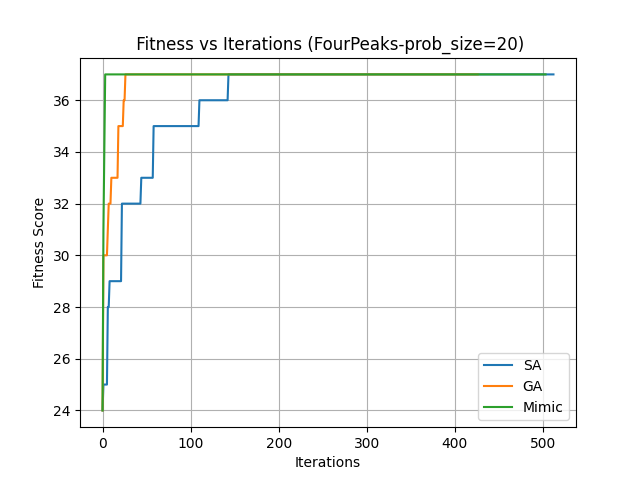 Fitness vs Iterations (FourPeaks-prob_size=20)
Fitness Score
36
34
32
30
28
26
24
0 100 200 300 400 500
Iterations
SA
GA
Mimic